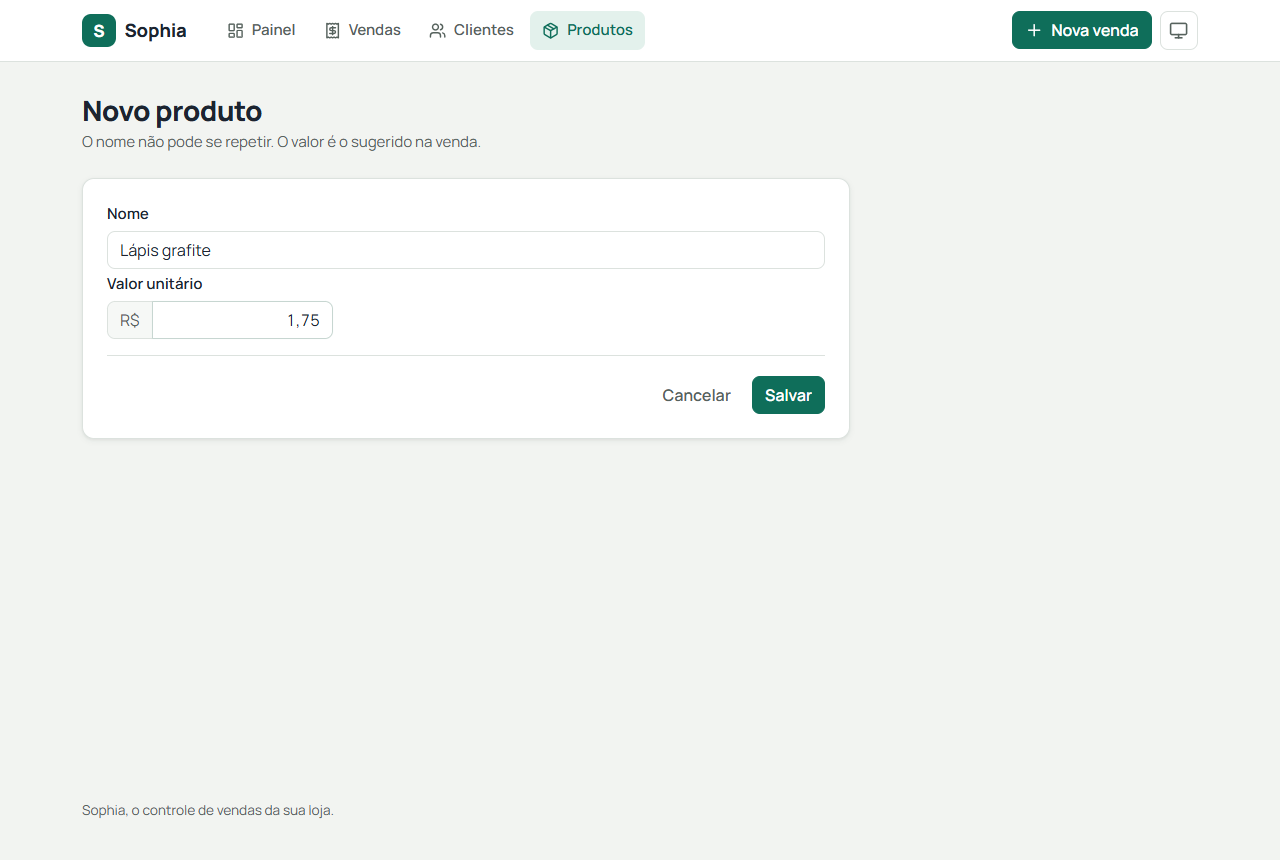 S Sophia Painel Vendas Clientes Produtos Nova venda
Novo produto
O nome não pode se repetir. O valor é o sugerido na venda.
Nome
Lápis grafite
Valor unitário
R$ 1,75
Cancelar Salvar
Sophia, o controle de vendas da sua loja.